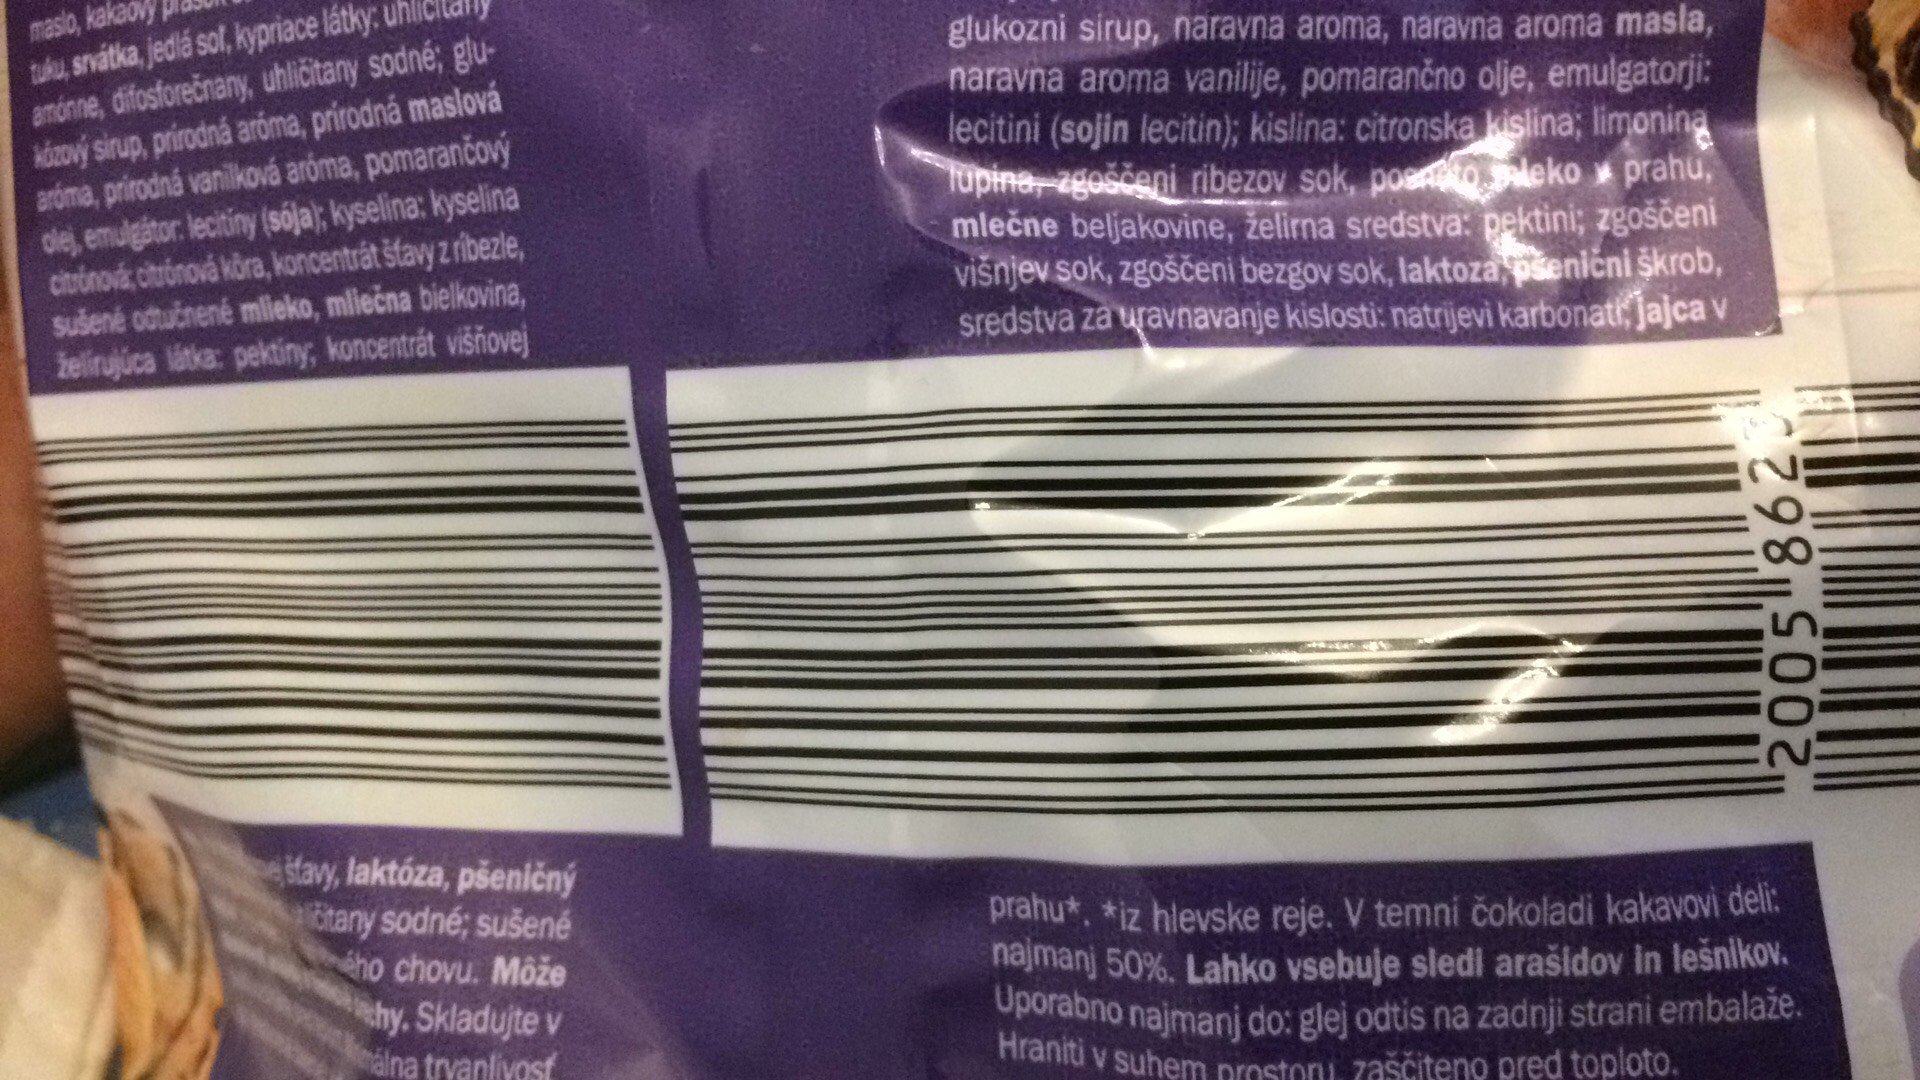 maslo, kakaový
tuku, srvátka, jedlá soľ, kypriace látky: uhličitany
amónne, difosforečnany, uhličitany sodné; glu-
kózový sirup, prírodná aróma, prírodná maslová
aróma, prírodná vanilková aróma, pomarančový
olej, emulgátor: lecitíny (sója); kyselina: kyselina
citrónová; citrónová kôra, koncentrát šťavy z ríbezle,
sušené odtučnené mlieko, mliečna bielkovina,
želírujúca látka: pektíny; koncentrát višňovej
šťavy, laktóza, pšeničný
sodné; sušené
chovu. Môže
Skladujte v
trvanlivosť
glukozni sirup, naravna aroma, naravna aroma masla,
naravna aroma vanilije, pomarančno olje, emulgatorji:
lecitini (sojin lecitin); kislina: citronska kislina; limonina
lupina, zgoščeni ribezov sok, posneto mleko v prahu,
mlečne beljakovine, želirna sredstva: pektini; zgoščeni
višnjev sok, zgoščeni bezgov sok, laktoza, pšenični škrob,
sredstva za uravnavanje kislosti: natrijevi karbonati; jajca v
2005 8623
prahu*. *iz hlevske reje. V temni čokoladi kakavovi deli:
najmanj 50%. Lahko vsebuje sledi arašidov in lešnikov.
Uporabno najmanj do: glej odtis na zadnji strani embalaže.
Hraniti v suhem prostoru, zaščiteno pred toploto.